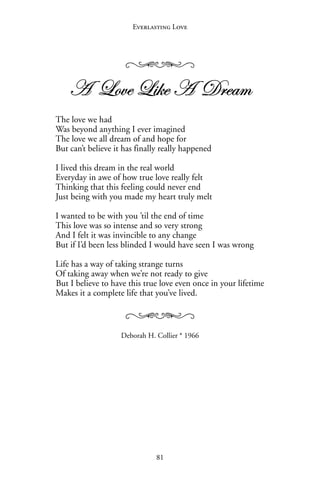 Everlasting Love
A Love Like A Dream
The love we had
Was beyond anything I ever imagined
The love we all dream of and hope for
But can't believe it has finally really happened
I lived this dream in the real world
Everyday in awe of how true love really felt
Thinking that this feeling could never end
Just being with you made my heart truly melt
I wanted to be with you 'til the end of time
This love was so intense and so very strong
And I felt it was invincible to any change
But if I'd been less blinded I would have seen I was wrong
Life has a way of taking strange turns
Of taking away when we're not ready to give
But I believe to have this true love even once in your lifetime
Makes it a complete life that you've lived.
Deborah H. Collier * 1966
81